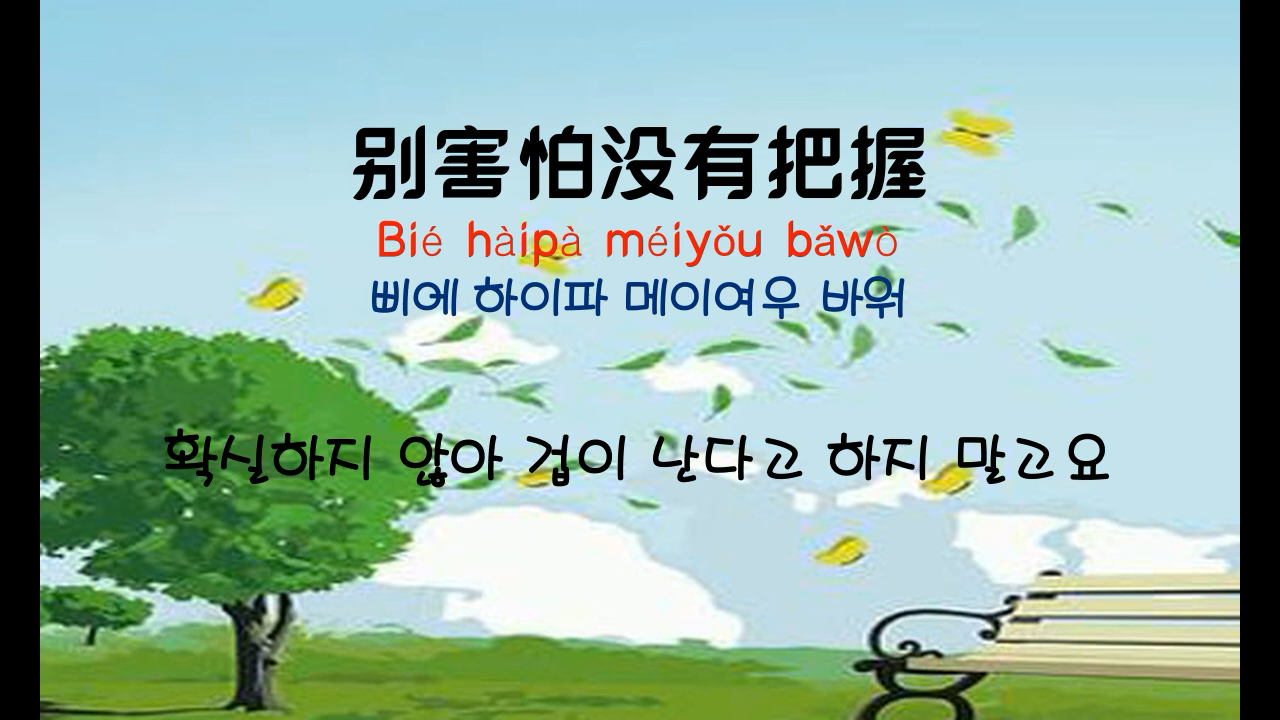 别害怕没有把握
Bié hàipà méiyǒu bǎwò
삐에 하이파 메이여우 바워
확실하지 않아 겁이 난다고 하지 말고요